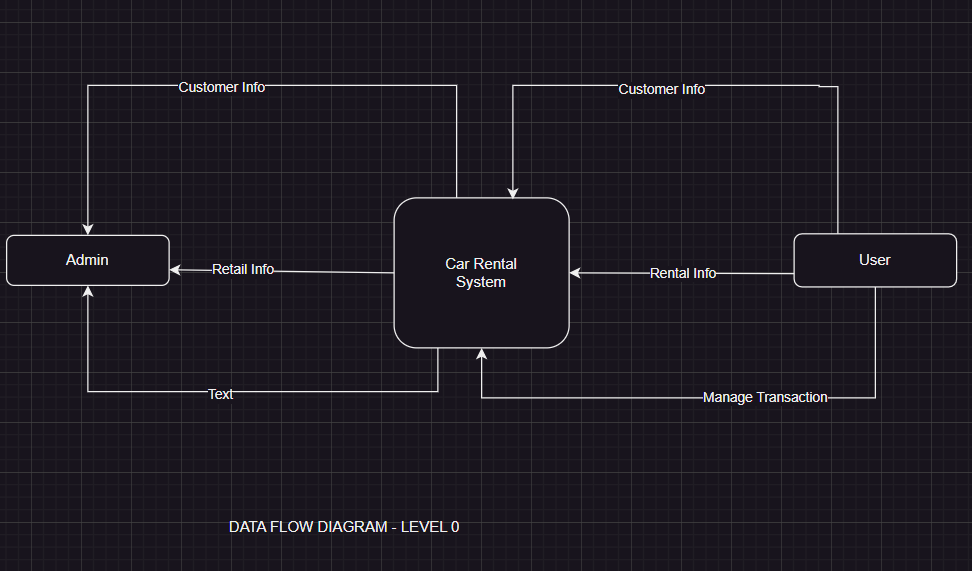 Customer Info
Customer Info
Admin
Retail Info
Car Rental
System
Rental Info
User
Text
Manage Transaction
DATA FLOW DIAGRAM - LEVEL 0